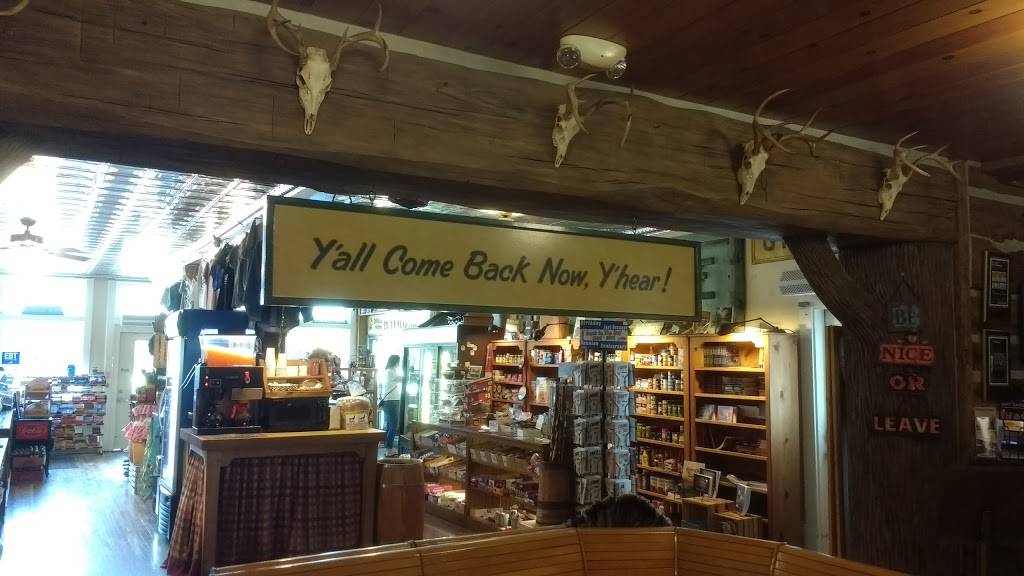 Y'all Come Back Now, Y'hear!
BE
NICE
OR
LEAVE
EBT